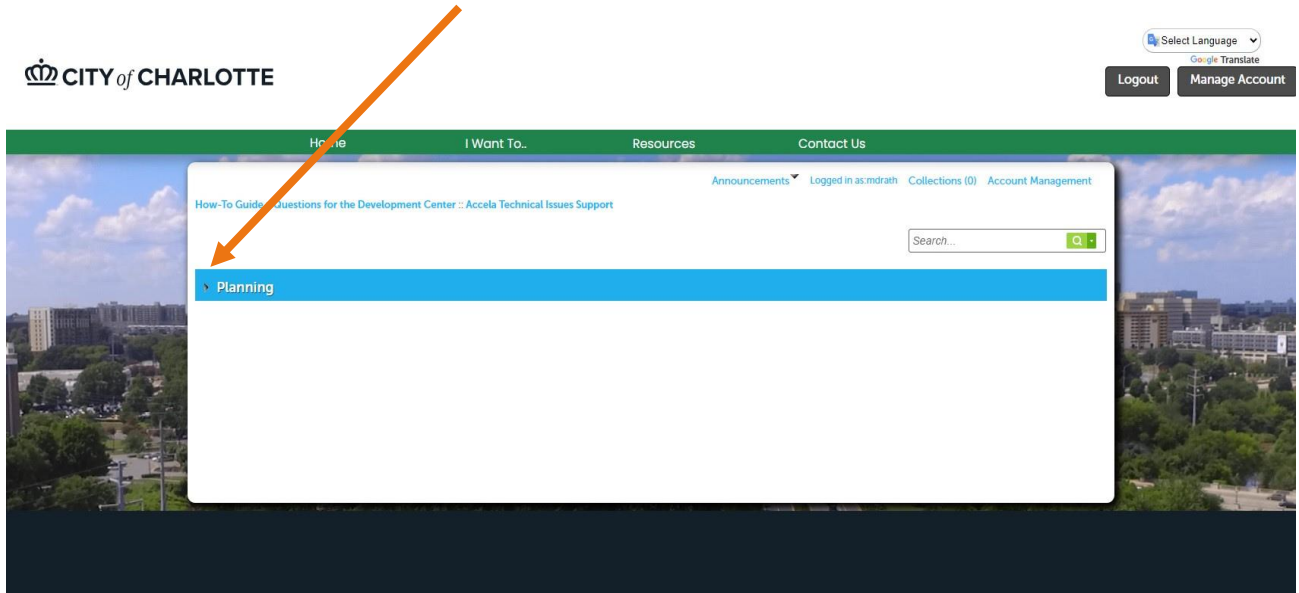 Select Language
Google Translate
CITY of CHARLOTTE
Logout Manage Account
Home I Want To.. Resources Contact Us
Announcements Logged in as:mdrath Collections (0) Account Management
How-To Guide Questions for the Development Center :: Accela Technical Issues Support
Search...
Planning